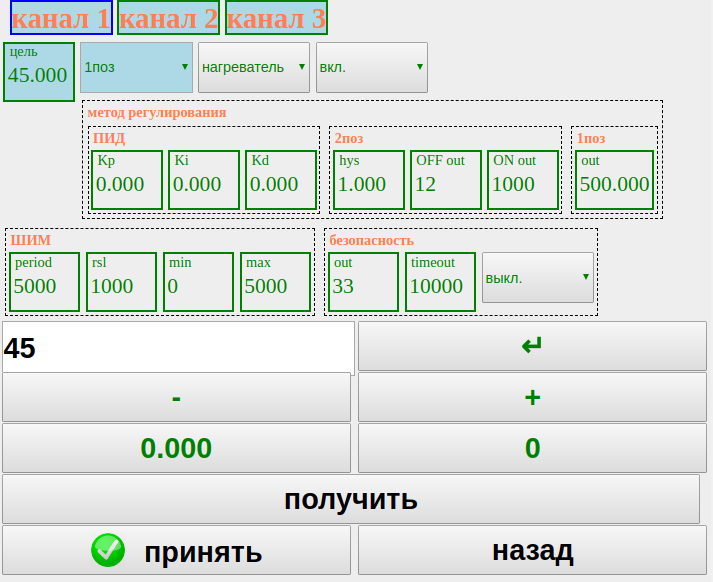 канал 1 канал 2 канал 3
цель
45.000 1поз нагреватель вкл.
метод регулирования
ПИД 2поз 1поз
Kp Ki Kd hys OFF out ON out out
0.000 0.000 0.000 1.000 12 1000 500.000
ШИМ безопасность
period rsl min max out timeout
5000 1000 0 5000 33 10000 выкл.
45 ↵
- +
0.000 0
получить
принять назад